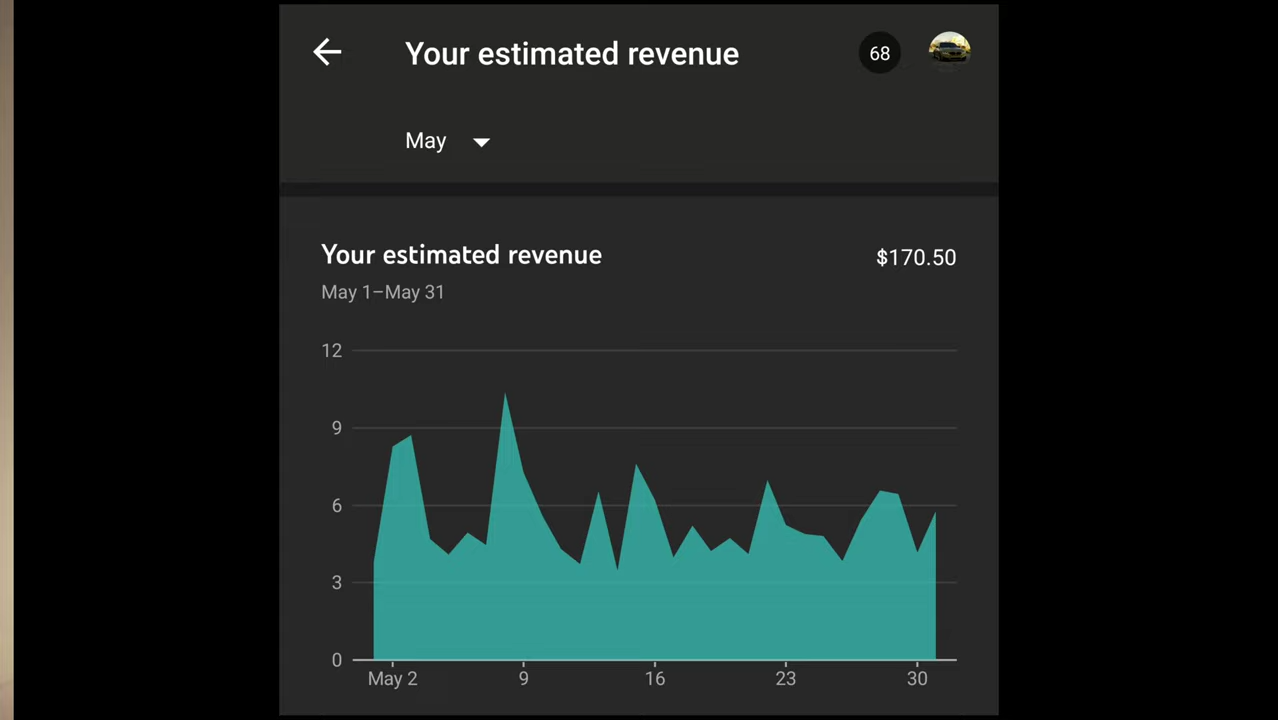 Your estimated revenue
68
May
Your estimated revenue
$170.50
May 1–May 31
12
9
6
3
0
May 2
9
16
23
30